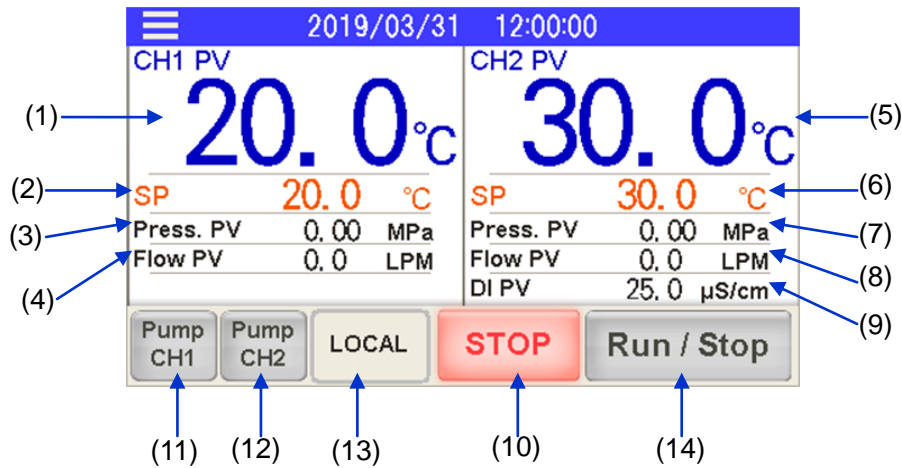 2019/03/31 12:00:00
CH1 PV
20.0 °C
SP 20.0 °C
Press. PV 0.00 MPa
Flow PV 0.0 LPM
CH2 PV
30.0 °C
SP 30.0 °C
Press. PV 0.00 MPa
Flow PV 0.0 LPM
DI PV 25.0 µS/cm
Pump
CH1
Pump
CH2
LOCAL
STOP
Run / Stop
(1)
(2)
(3)
(4)
(5)
(6)
(7)
(8)
(9)
(11)
(12)
(13)
(10)
(14)